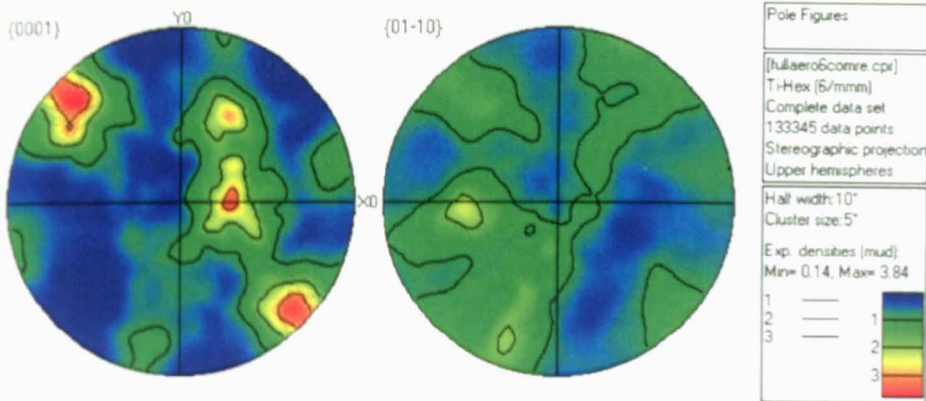 {0001}
Y0
X0
{01-10}
Pole Figures
[fullaero6comre.cpr]
Ti-Hex (6/mmm)
Complete data set
133345 data points
Stereographic projection
Upper hemispheres
Half width:10°
Cluster size:5°
Exp. densities (mud):
Min= 0.14, Max= 3.84
1
2
3
1
2
3